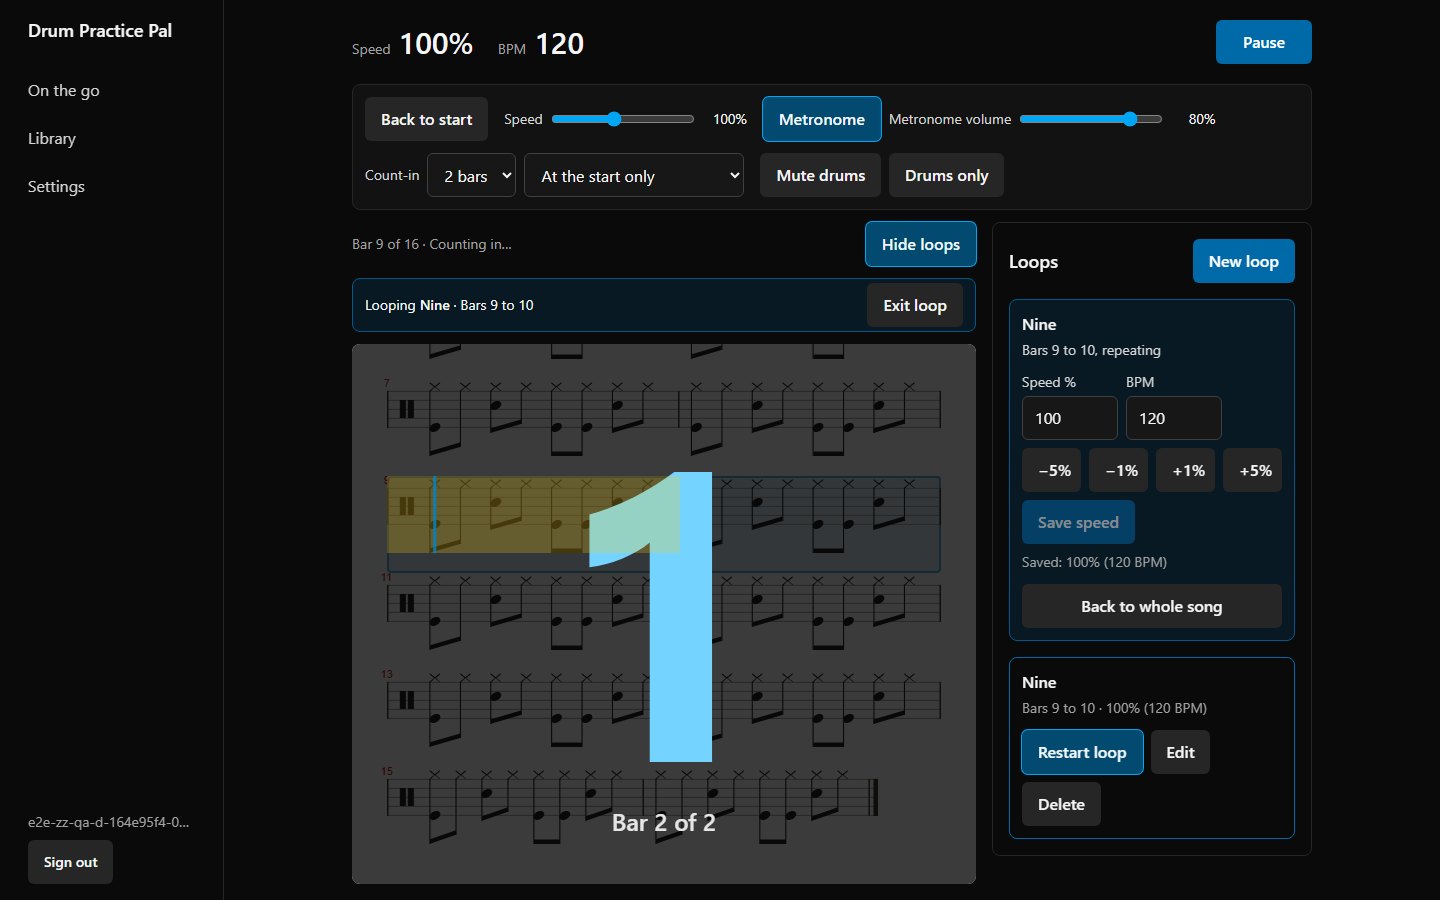 Drum Practice Pal
On the go
Library
Settings
e2e-zz-qa-d-164e95f4-0...
Sign out
Speed 100% BPM 120
Pause
Back to start Speed 100% Metronome Metronome volume 80%
Count-in 2 bars At the start only Mute drums Drums only
Bar 9 of 16 · Counting in...
Hide loops
Looping Nine · Bars 9 to 10
Exit loop
7
9
11
13
15
1
Bar 2 of 2
Loops
New loop
Nine
Bars 9 to 10, repeating
Speed % BPM
100 120
−5% −1% +1% +5%
Save speed
Saved: 100% (120 BPM)
Back to whole song
Nine
Bars 9 to 10 · 100% (120 BPM)
Restart loop Edit
Delete